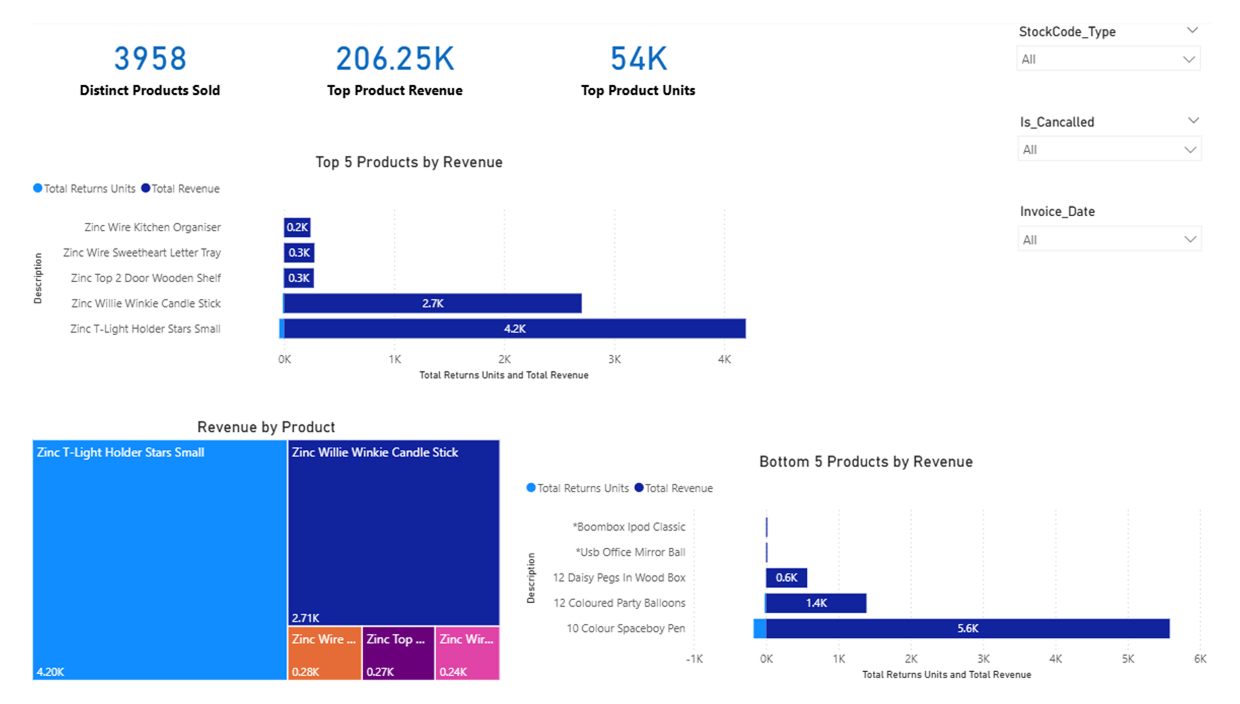 3958
Distinct Products Sold
206.25K
Top Product Revenue
54K
Top Product Units
StockCode_Type
All
Is_Cancalled
All
Invoice_Date
All
Top 5 Products by Revenue
Total Returns Units Total Revenue
Description
Zinc Wire Kitchen Organiser 0.2K
Zinc Wire Sweetheart Letter Tray 0.3K
Zinc Top 2 Door Wooden Shelf 0.3K
Zinc Willie Winkie Candle Stick 2.7K
Zinc T-Light Holder Stars Small 4.2K
0K 1K 2K 3K 4K
Total Returns Units and Total Revenue
Revenue by Product
Zinc T-Light Holder Stars Small
4.20K
Zinc Willie Winkie Candle Stick
2.71K
Zinc Wire ...
0.28K
Zinc Top ...
0.27K
Zinc Wir...
0.24K
Bottom 5 Products by Revenue
Total Returns Units Total Revenue
Description
*Boombox Ipod Classic
*Usb Office Mirror Ball
12 Daisy Pegs In Wood Box 0.6K
12 Coloured Party Balloons 1.4K
10 Colour Spaceboy Pen 5.6K
-1K 0K 1K 2K 3K 4K 5K 6K
Total Returns Units and Total Revenue